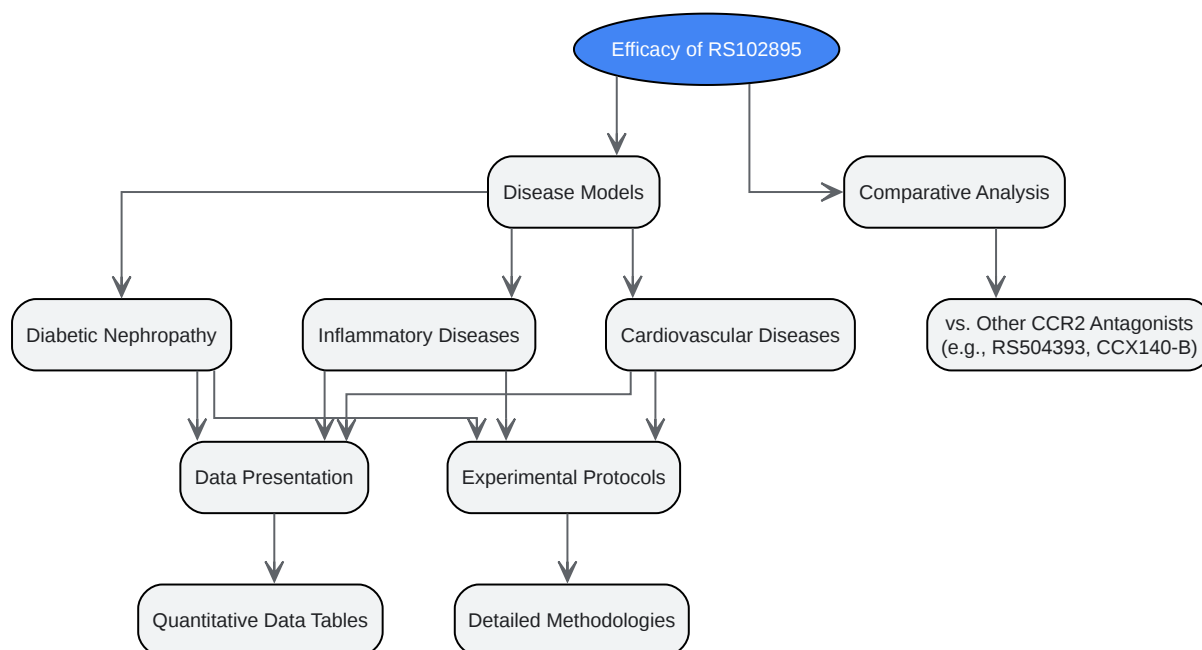 Efficacy of RS102895
Disease Models
Comparative Analysis
Diabetic Nephropathy
Inflammatory Diseases
Cardiovascular Diseases
vs. Other CCR2 Antagonists
(e.g., RS504393, CCX140-B)
Data Presentation
Experimental Protocols
Quantitative Data Tables
Detailed Methodologies